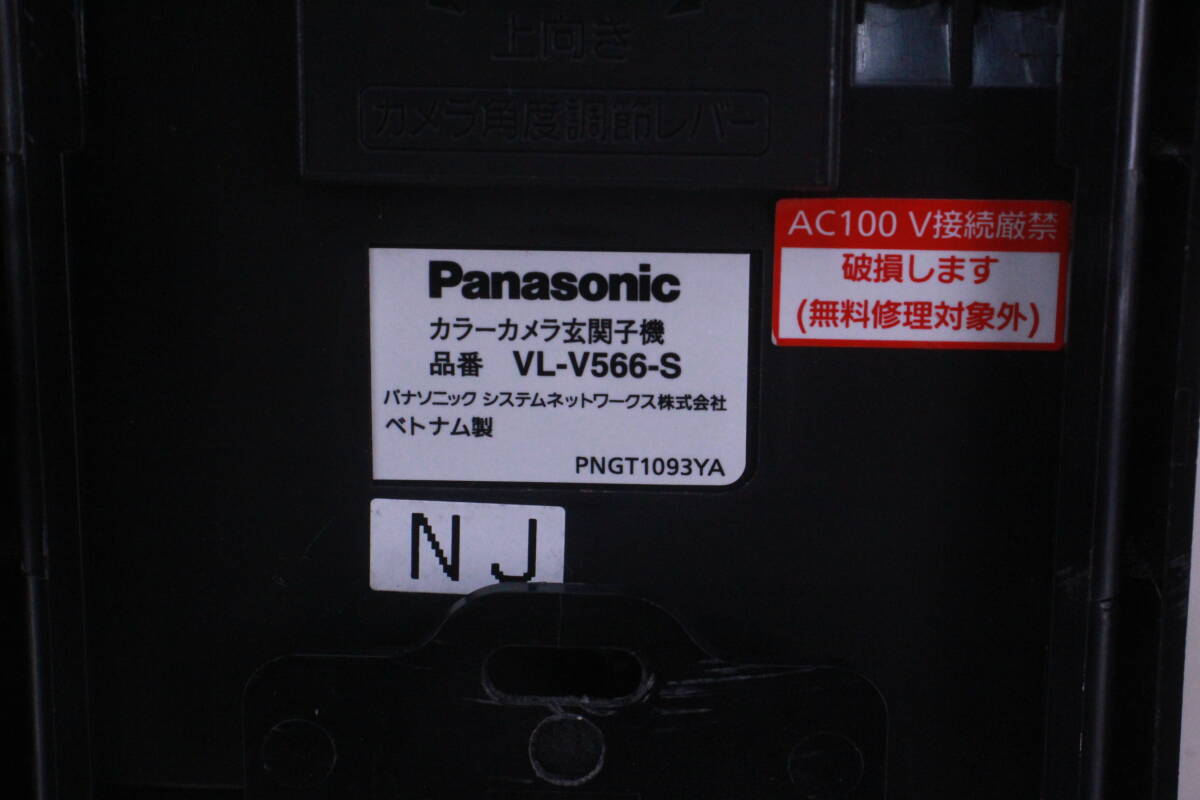 上向き
カメラ角度調節レバー
AC100 V接続厳禁
破損します
(無料修理対象外)
Panasonic
カラーカメラ玄関子機
品番 VL-V566-S
パナソニック システムネットワークス株式会社
ベトナム製
PNGT1093YA
NJ